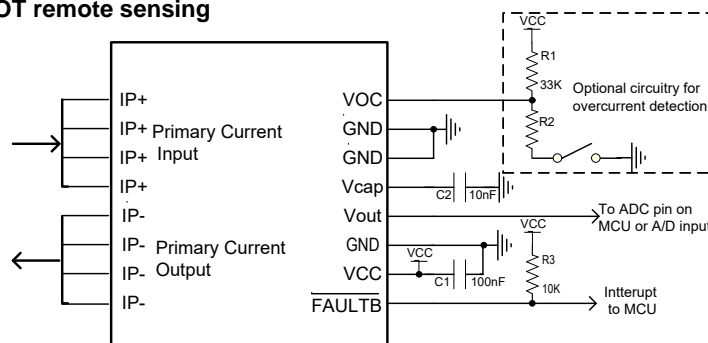 OT remote sensing
VCC
R1
33K
Optional circuitry for
overcurrent detection
R2
IP+
IP+
IP+
IP+
Primary Current
Input
IP-
IP-
IP-
IP-
Primary Current
Output
VOC
GND
GND
Vcap
Vout
GND
VCC
FAULTB
C2
10nF
To ADC pin on
MCU or A/D input
VCC
VCC
C1
100nF
R3
10K
Intterupt
to MCU